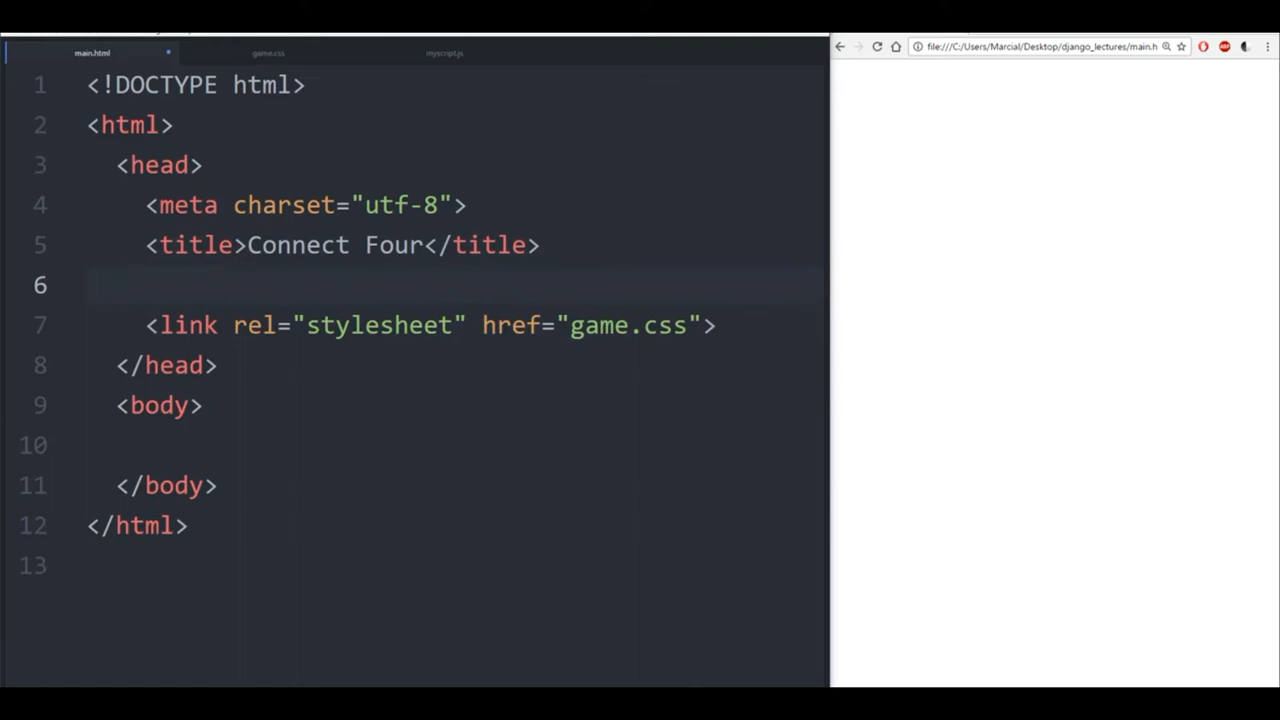 main.html game.css myscript.js
file:///C:/Users/Marcial/Desktop/django_lectures/main.h
1 <!DOCTYPE html>
2 <html>
3 <head>
4 <meta charset="utf-8">
5 <title>Connect Four</title>
6
7 <link rel="stylesheet" href="game.css">
8 </head>
9 <body>
10
11 </body>
12 </html>
13